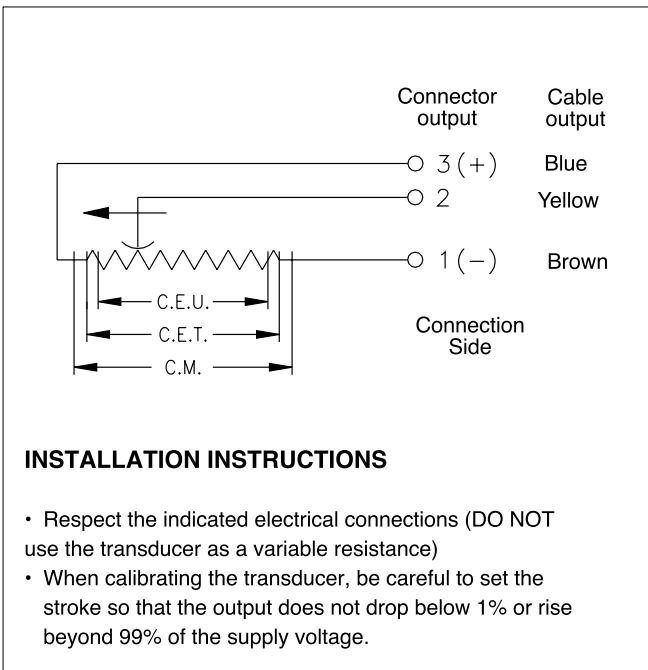 Connector output
Cable output
3 (+)
Blue
2
Yellow
1 (−)
Brown
C.E.U.
C.E.T.
C.M.
Connection Side
INSTALLATION INSTRUCTIONS
• Respect the indicated electrical connections (DO NOT
use the transducer as a variable resistance)
• When calibrating the transducer, be careful to set the
stroke so that the output does not drop below 1% or rise
beyond 99% of the supply voltage.